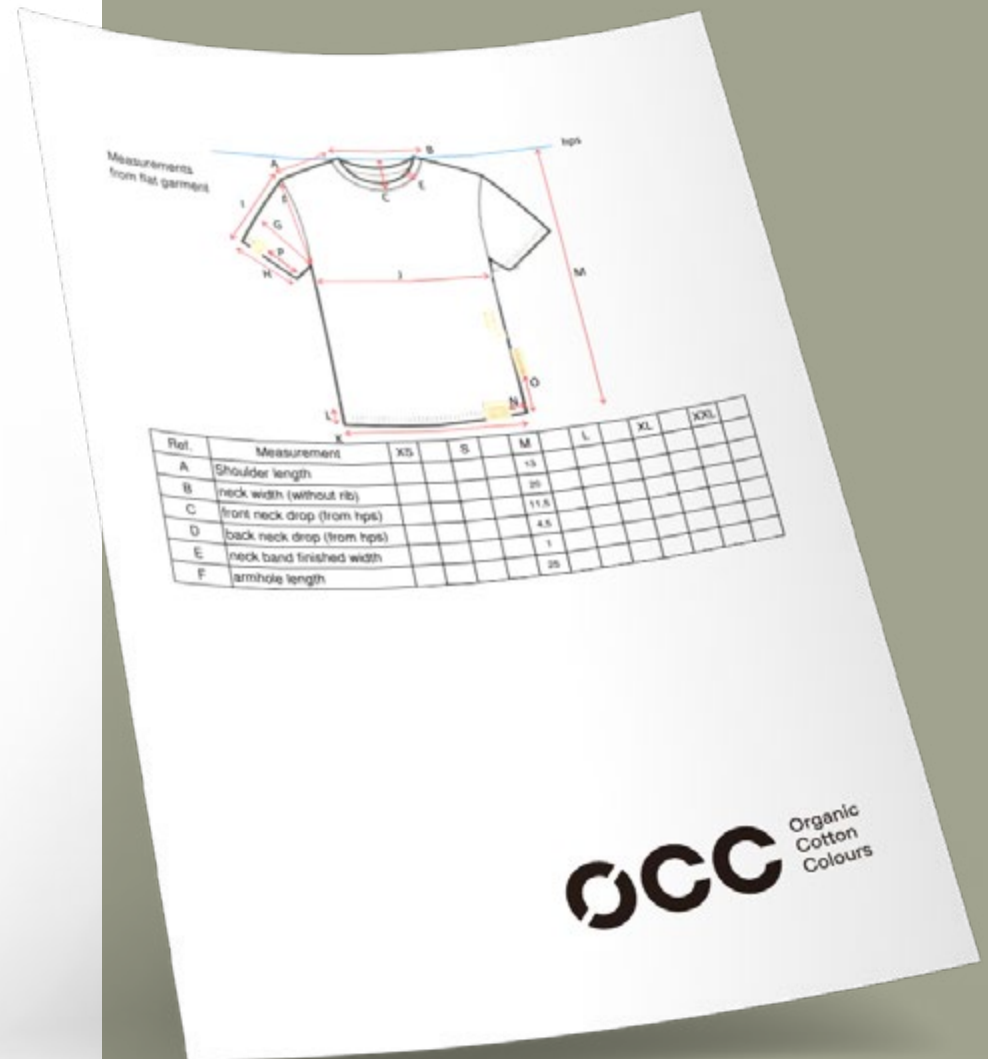 Measurements
from flat garment
hps
A
B
C
E
I
G
P
H
J
M
O
N
L
K
Ref. Measurement XS S M L XL XXL
A Shoulder length 13
B neck width (without rib) 20
C front neck drop (from hps) 11,5
D back neck drop (from hps) 4,5
E neck band finished width 1
F armhole length 25
OCC
Organic
Cotton
Colours